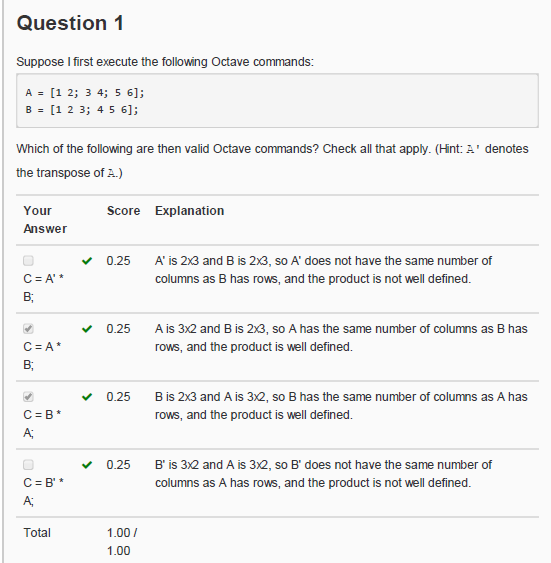 Question 1
Suppose I first execute the following Octave commands:
A = [1 2; 3 4; 5 6];
B = [1 2 3; 4 5 6];
Which of the following are then valid Octave commands? Check all that apply. (Hint: A' denotes
the transpose of A.)
Your Answer Score Explanation
C = A' * B; 0.25 A' is 2x3 and B is 2x3, so A' does not have the same number of
columns as B has rows, and the product is not well defined.
C = A * B; 0.25 A is 3x2 and B is 2x3, so A has the same number of columns as B has
rows, and the product is well defined.
C = B * A; 0.25 B is 2x3 and A is 3x2, so B has the same number of columns as A has
rows, and the product is well defined.
C = B' * A; 0.25 B' is 3x2 and A is 3x2, so B' does not have the same number of
columns as A has rows, and the product is not well defined.
Total 1.00 /
1.00